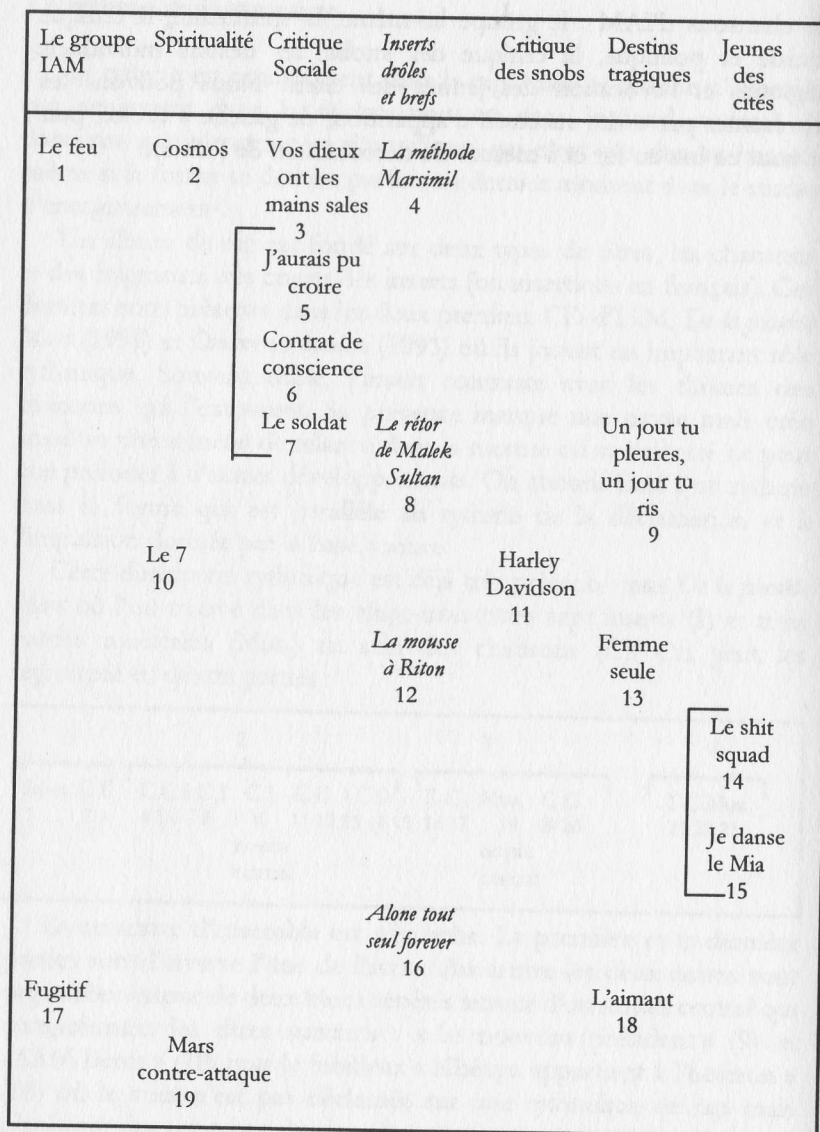 Le groupe Spiritualité Critique Inserts Critique Destins Jeunes
IAM Sociale drôles des snobs tragiques des
et brefs cités
Le feu Cosmos Vos dieux La méthode
1 2 ont les Marsimil
mains sales 4
3
J'aurais pu
croire
5
Contrat de
conscience
6
Le soldat Le rétor Un jour tu
7 de Malek pleures,
Sultan un jour tu
8 ris
9
Le 7 Harley
10 Davidson
11
La mousse Femme
à Riton seule
12 13
Le shit
squad
14
Je danse
le Mia
15
Alone tout
seul forever
16
Fugitif L'aimant
17 18
Mars
contre-attaque
19